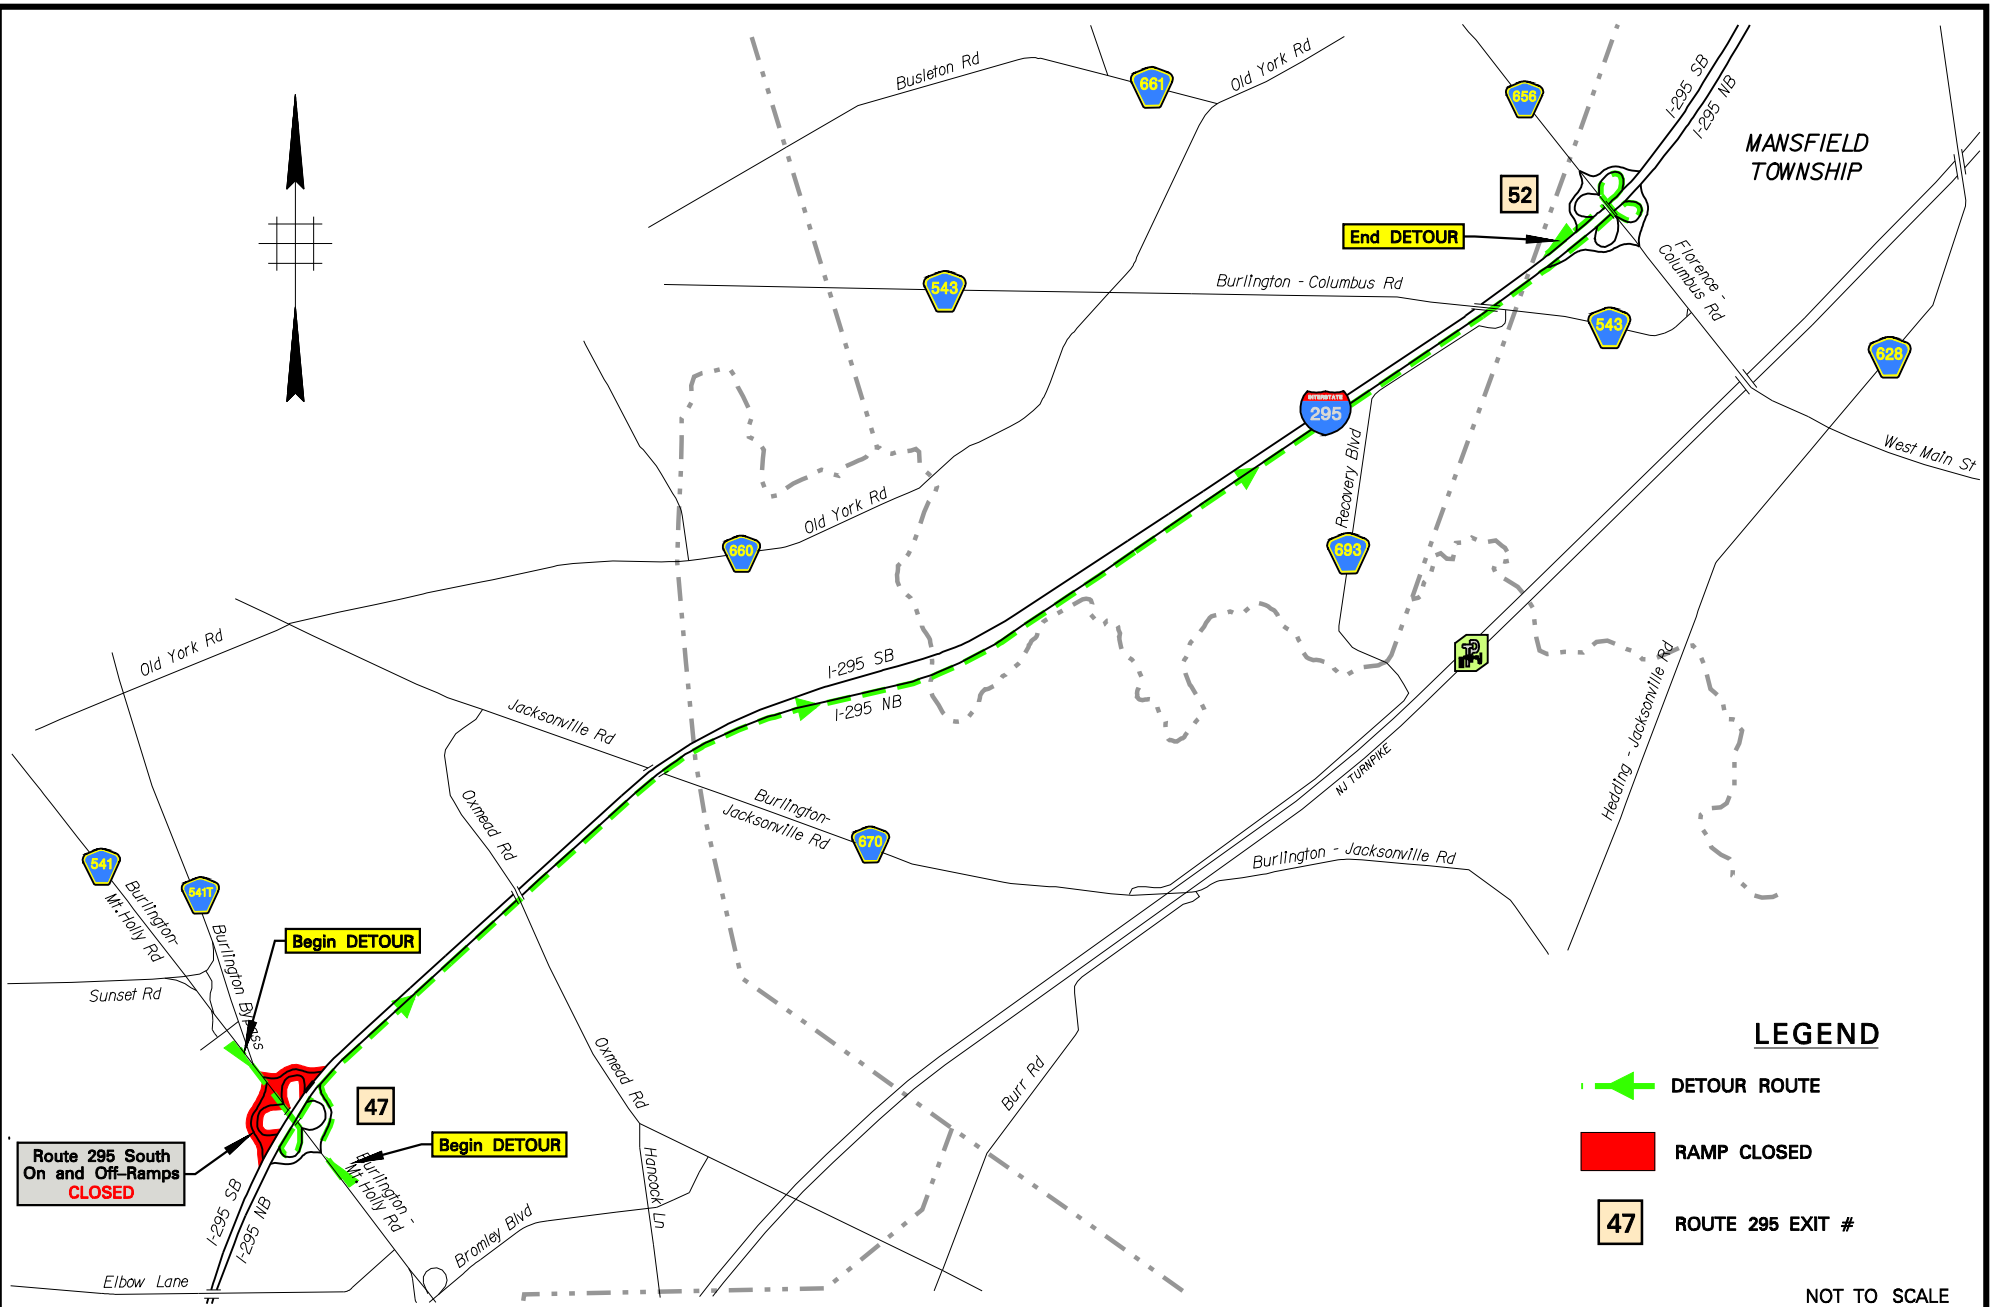 Busleton Rd
661
Old York Rd
656
I-295 SB
I-295 NB
MANSFIELD
TOWNSHIP
52
End DETOUR
Florence -
Columbus Rd
Burlington - Columbus Rd
543
543
628
INTERSTATE
295
Recovery Blvd
West Main St
Old York Rd
660
693
Old York Rd
I-295 SB
I-295 NB
Jacksonville Rd
Hedding - Jacksonville Rd
NJ TURNPIKE
Oxmead Rd
Burlington-
Jacksonville Rd
670
Burlington - Jacksonville Rd
541
541T
Burlington-
Mt.Holly Rd
Burlington Bypass
Begin DETOUR
Sunset Rd
LEGEND
DETOUR ROUTE
RAMP CLOSED
47
ROUTE 295 EXIT #
47
Oxmead Rd
Burr Rd
Begin DETOUR
Route 295 South
On and Off-Ramps
CLOSED
Burlington -
Mt.Holly Rd
Hancock Ln
I-295 SB
I-295 NB
Bromley Blvd
Elbow Lane
NOT TO SCALE